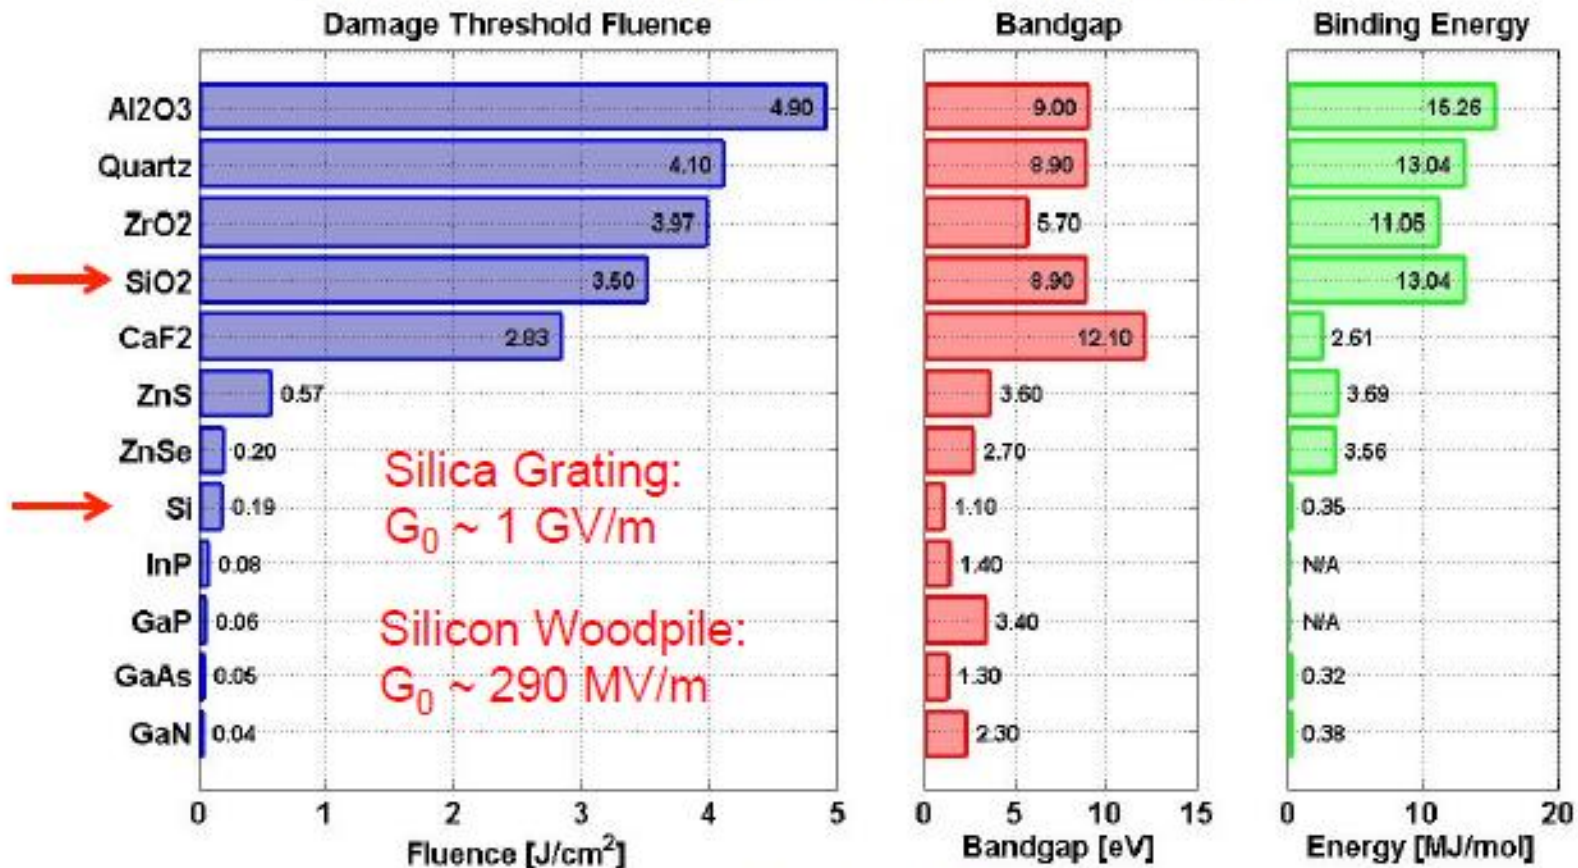 Damage Threshold Fluence
Bandgap
Binding Energy
Al2O3 4.90 9.00 15.26
Quartz 4.10 8.90 13.04
ZrO2 3.97 5.70 11.05
SiO2 3.50 8.90 13.04
CaF2 2.83 12.10 2.61
ZnS 0.57 3.60 3.69
ZnSe 0.20 2.70 3.56
Si 0.19 1.10 0.35
InP 0.08 1.40 N/A
GaP 0.06 3.40 N/A
GaAs 0.05 1.30 0.32
GaN 0.04 2.30 0.38
Silica Grating:
G₀ ~ 1 GV/m
Silicon Woodpile:
G₀ ~ 290 MV/m
0 1 2 3 4 5
0 5 10 15
0 10 20
Fluence [J/cm²]
Bandgap [eV]
Energy [MJ/mol]